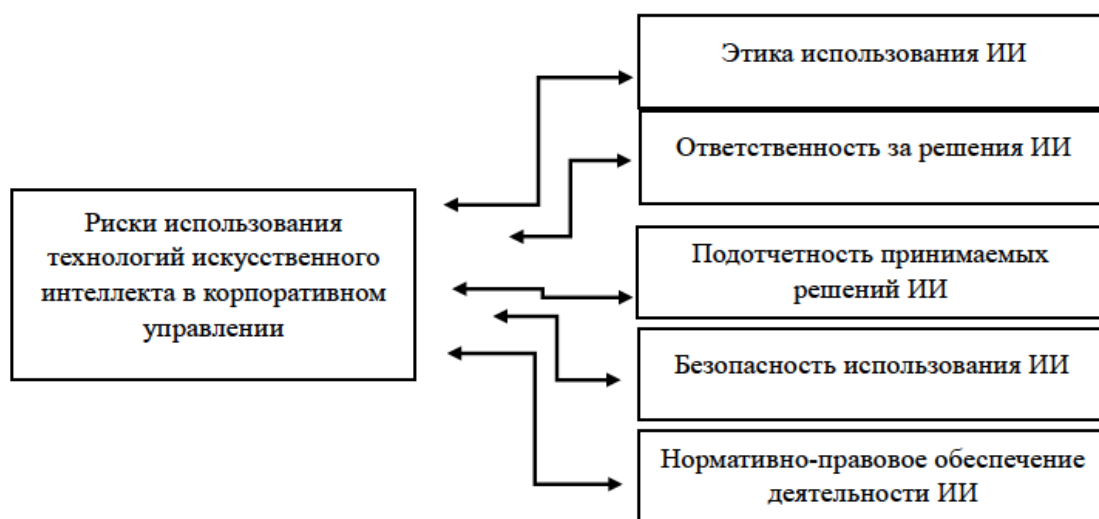 Риски использования
технологий искусственного
интеллекта в корпоративном
управлении
Этика использования ИИ
Ответственность за решения ИИ
Подотчетность принимаемых
решений ИИ
Безопасность использования ИИ
Нормативно-правовое обеспечение
деятельности ИИ